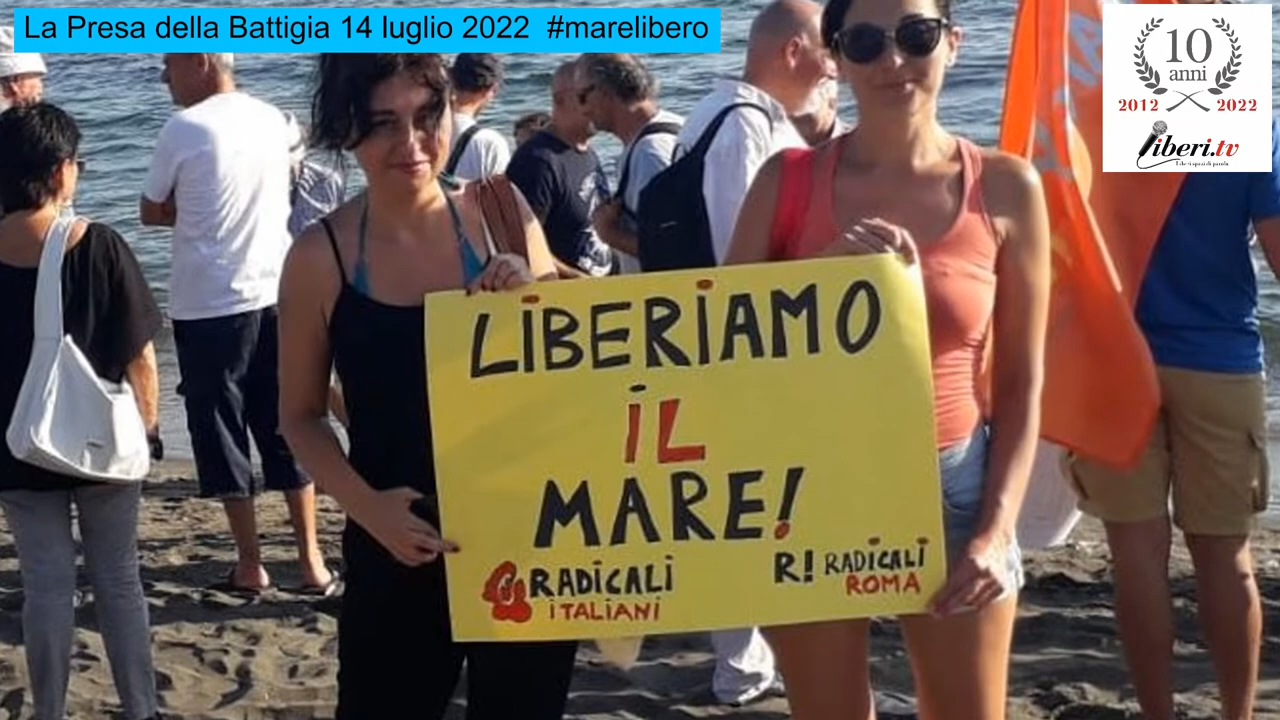 La Presa della Battigia 14 luglio 2022 #marelibero
10
anni
2012 2022
Liberi.tv
LIBERIAMO
IL
MARE!
RADICALI
ITALIANI
R! RADICALI
ROMA